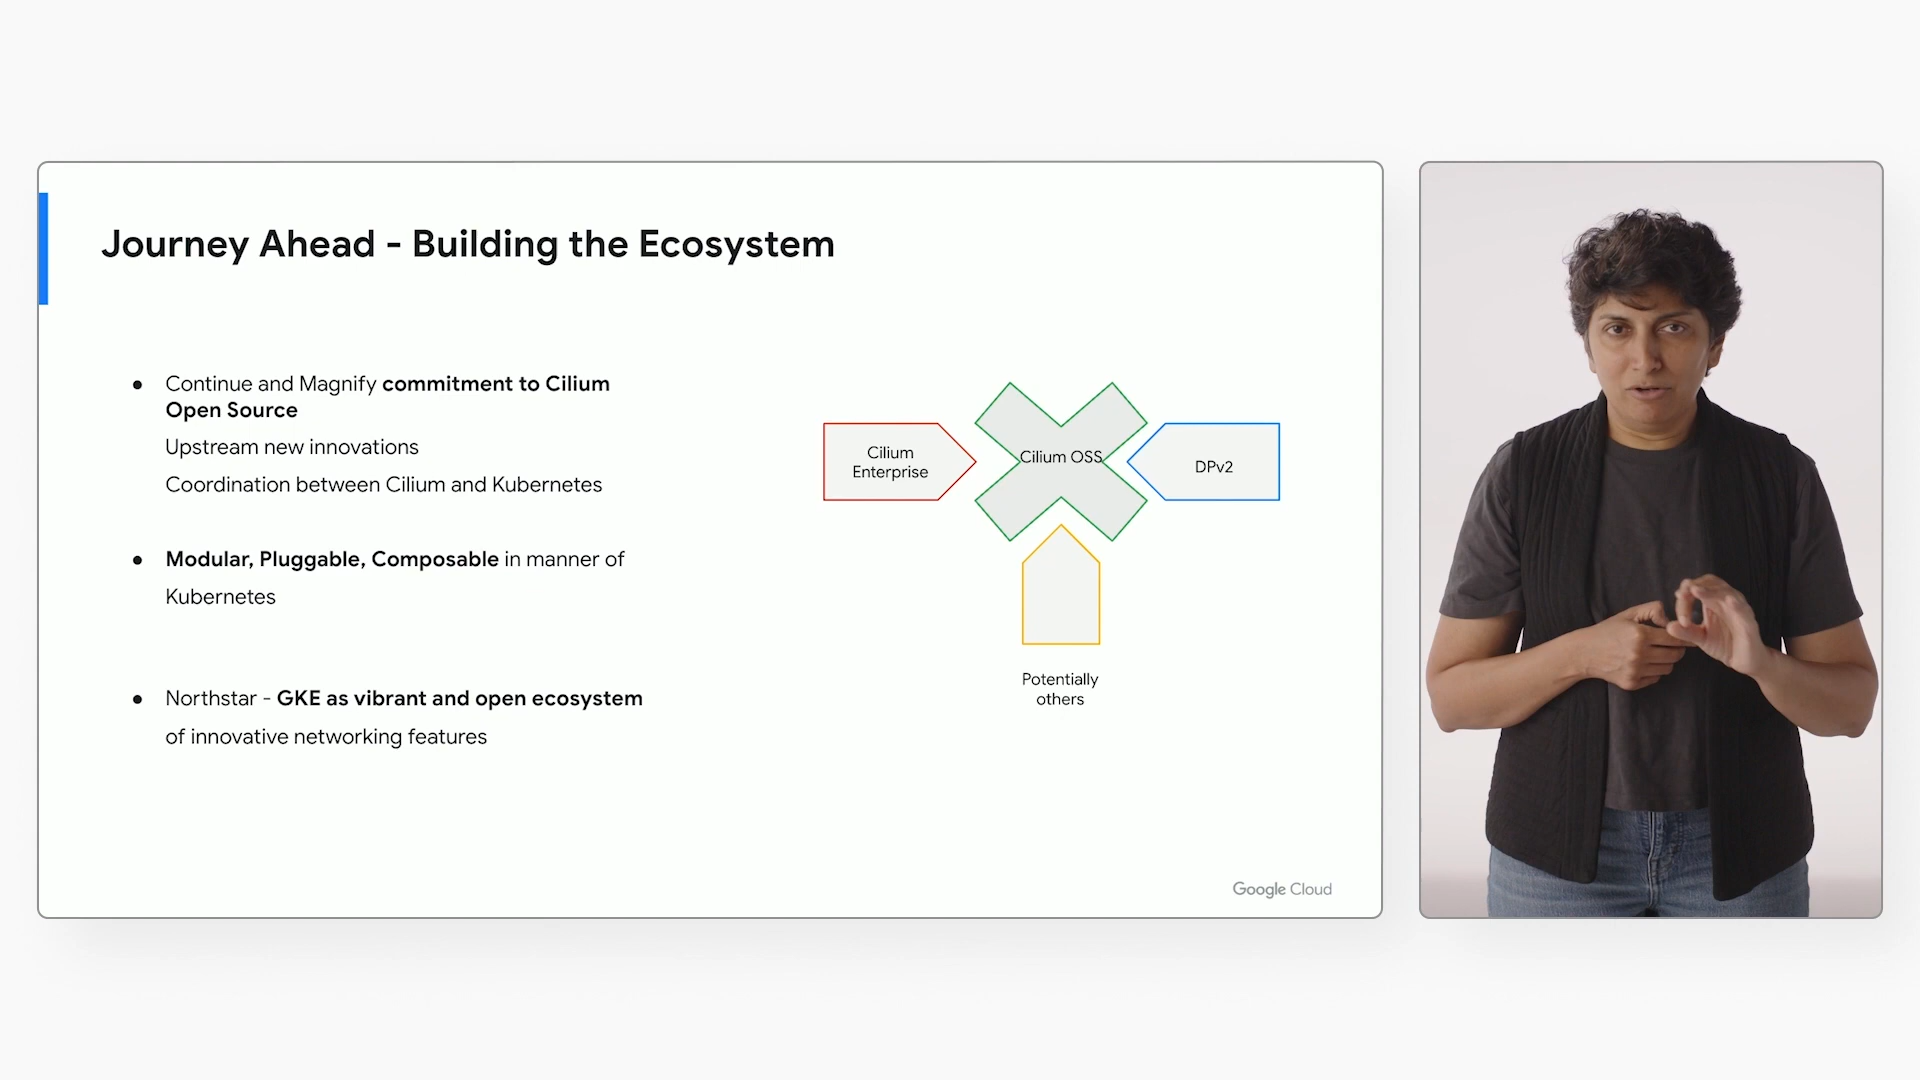 Journey Ahead - Building the Ecosystem
Continue and Magnify commitment to Cilium
Open Source
Upstream new innovations
Coordination between Cilium and Kubernetes
Modular, Pluggable, Composable in manner of
Kubernetes
Northstar - GKE as vibrant and open ecosystem
of innovative networking features
Cilium
Enterprise
Cilium OSS
DPv2
Potentially
others
Google Cloud